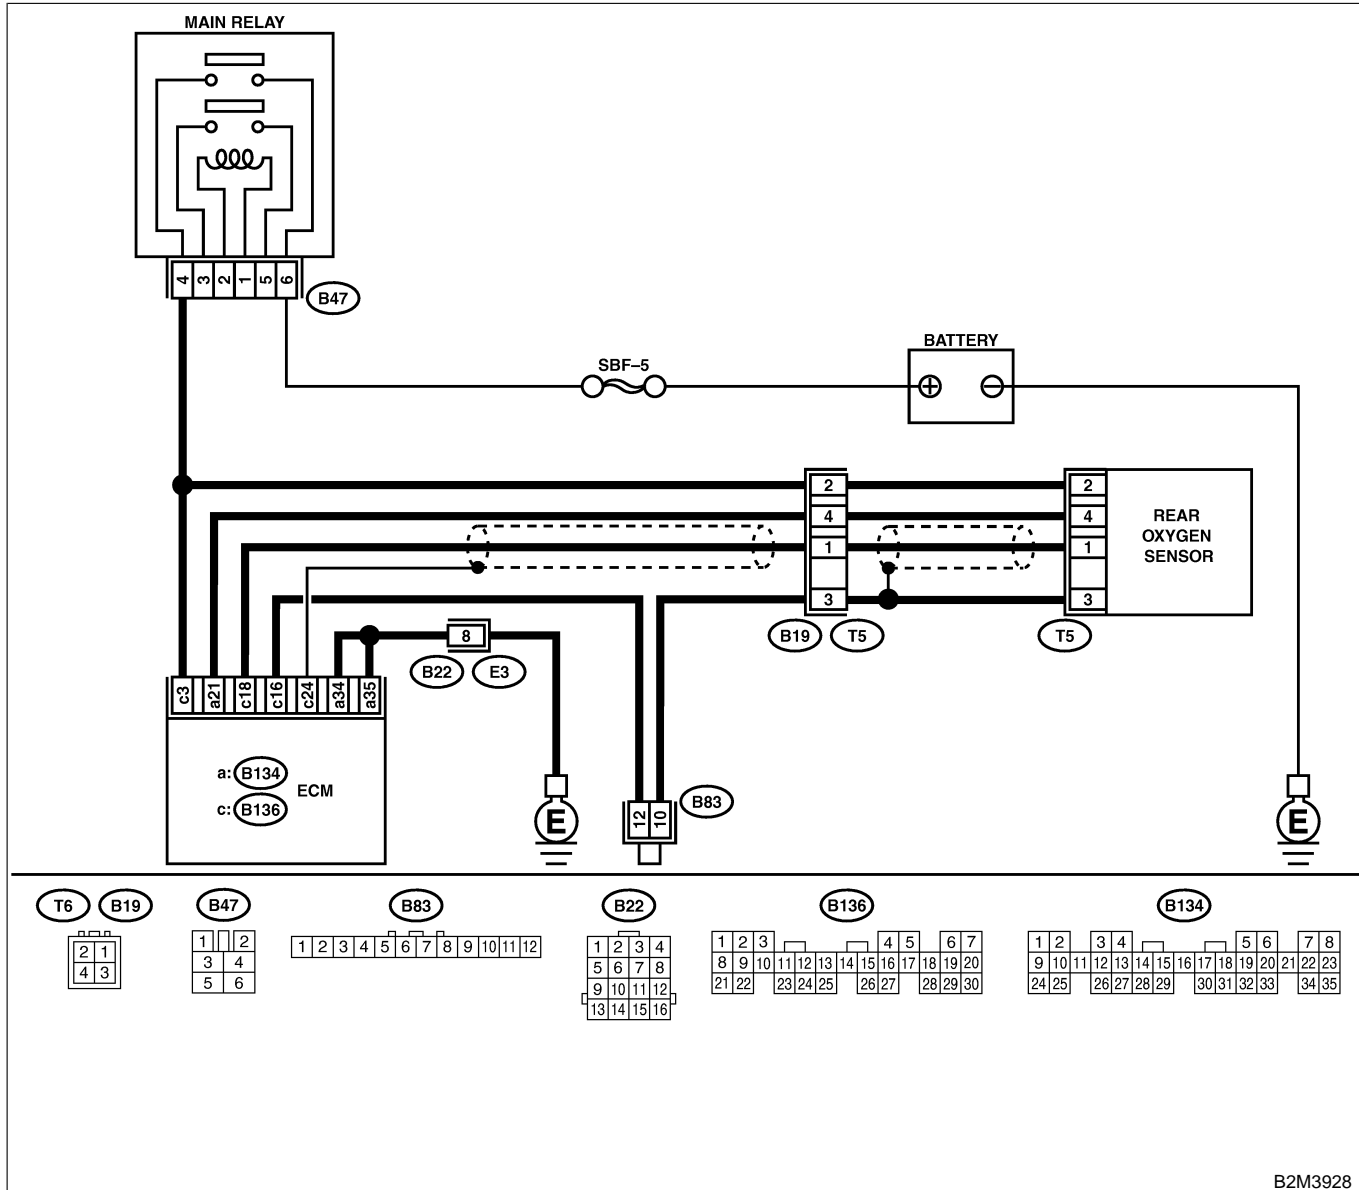 MAIN RELAY
4 3 2 1 5 6
B47
SBF–5
BATTERY
+ −
2 2
4 4
1 1
3 3
REAR
OXYGEN
SENSOR
B19 T5 T5
8
B22 E3
c3 a21 c18 c16 c24 a34 a35
a: B134
c: B136
ECM
E
12 10
B83
E
T6 B19 B47 B83 B22 B136 B134
2 1
4 3
1 2
3 4
5 6
1 2 3 4 5 6 7 8 9 10 11 12
1 2 3 4
5 6 7 8
9 10 11 12
13 14 15 16
1 2 3 4 5 6 7
8 9 10 11 12 13 14 15 16 17 18 19 20
21 22 23 24 25 26 27 28 29 30
1 2 3 4 5 6 7 8
9 10 11 12 13 14 15 16 17 18 19 20 21 22 23
24 25 26 27 28 29 30 31 32 33 34 35
B2M3928